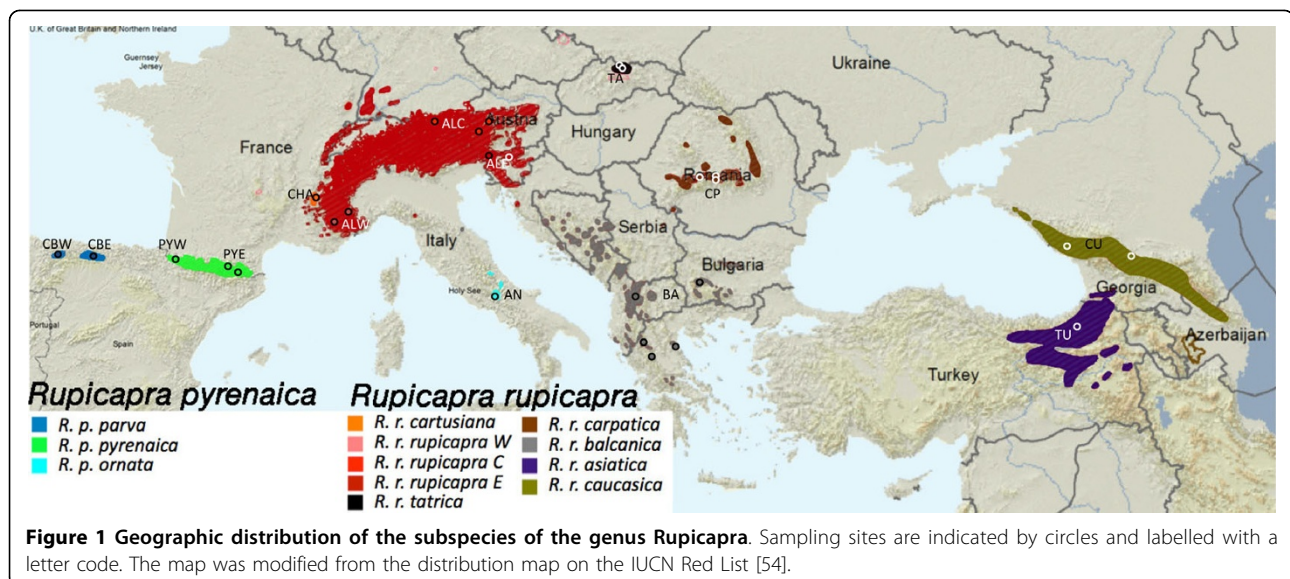 U.K. of Great Britain and Northern Ireland
Guernsey
Jersey
Ukraine
TA
Austria
ALC
Hungary
France
ALE
Romania
CP
CHA
ALW
Serbia
Italy
CBW
CBE
PYW
PYE
Bulgaria
CU
Holy See
AN
BA
Georgia
Portugal
Spain
TU
Azerbaijan
Turkey
Rupicapra pyrenaica
R. p. parva
R. p. pyrenaica
R. p. ornata
Rupicapra rupicapra
R. r. cartusiana
R. r. rupicapra W
R. r. rupicapra C
R. r. rupicapra E
R. r. tatrica
R. r. carpatica
R. r. balcanica
R. r. asiatica
R. r. caucasica
Figure 1 Geographic distribution of the subspecies of the genus Rupicapra. Sampling sites are indicated by circles and labelled with a
letter code. The map was modified from the distribution map on the IUCN Red List [54].